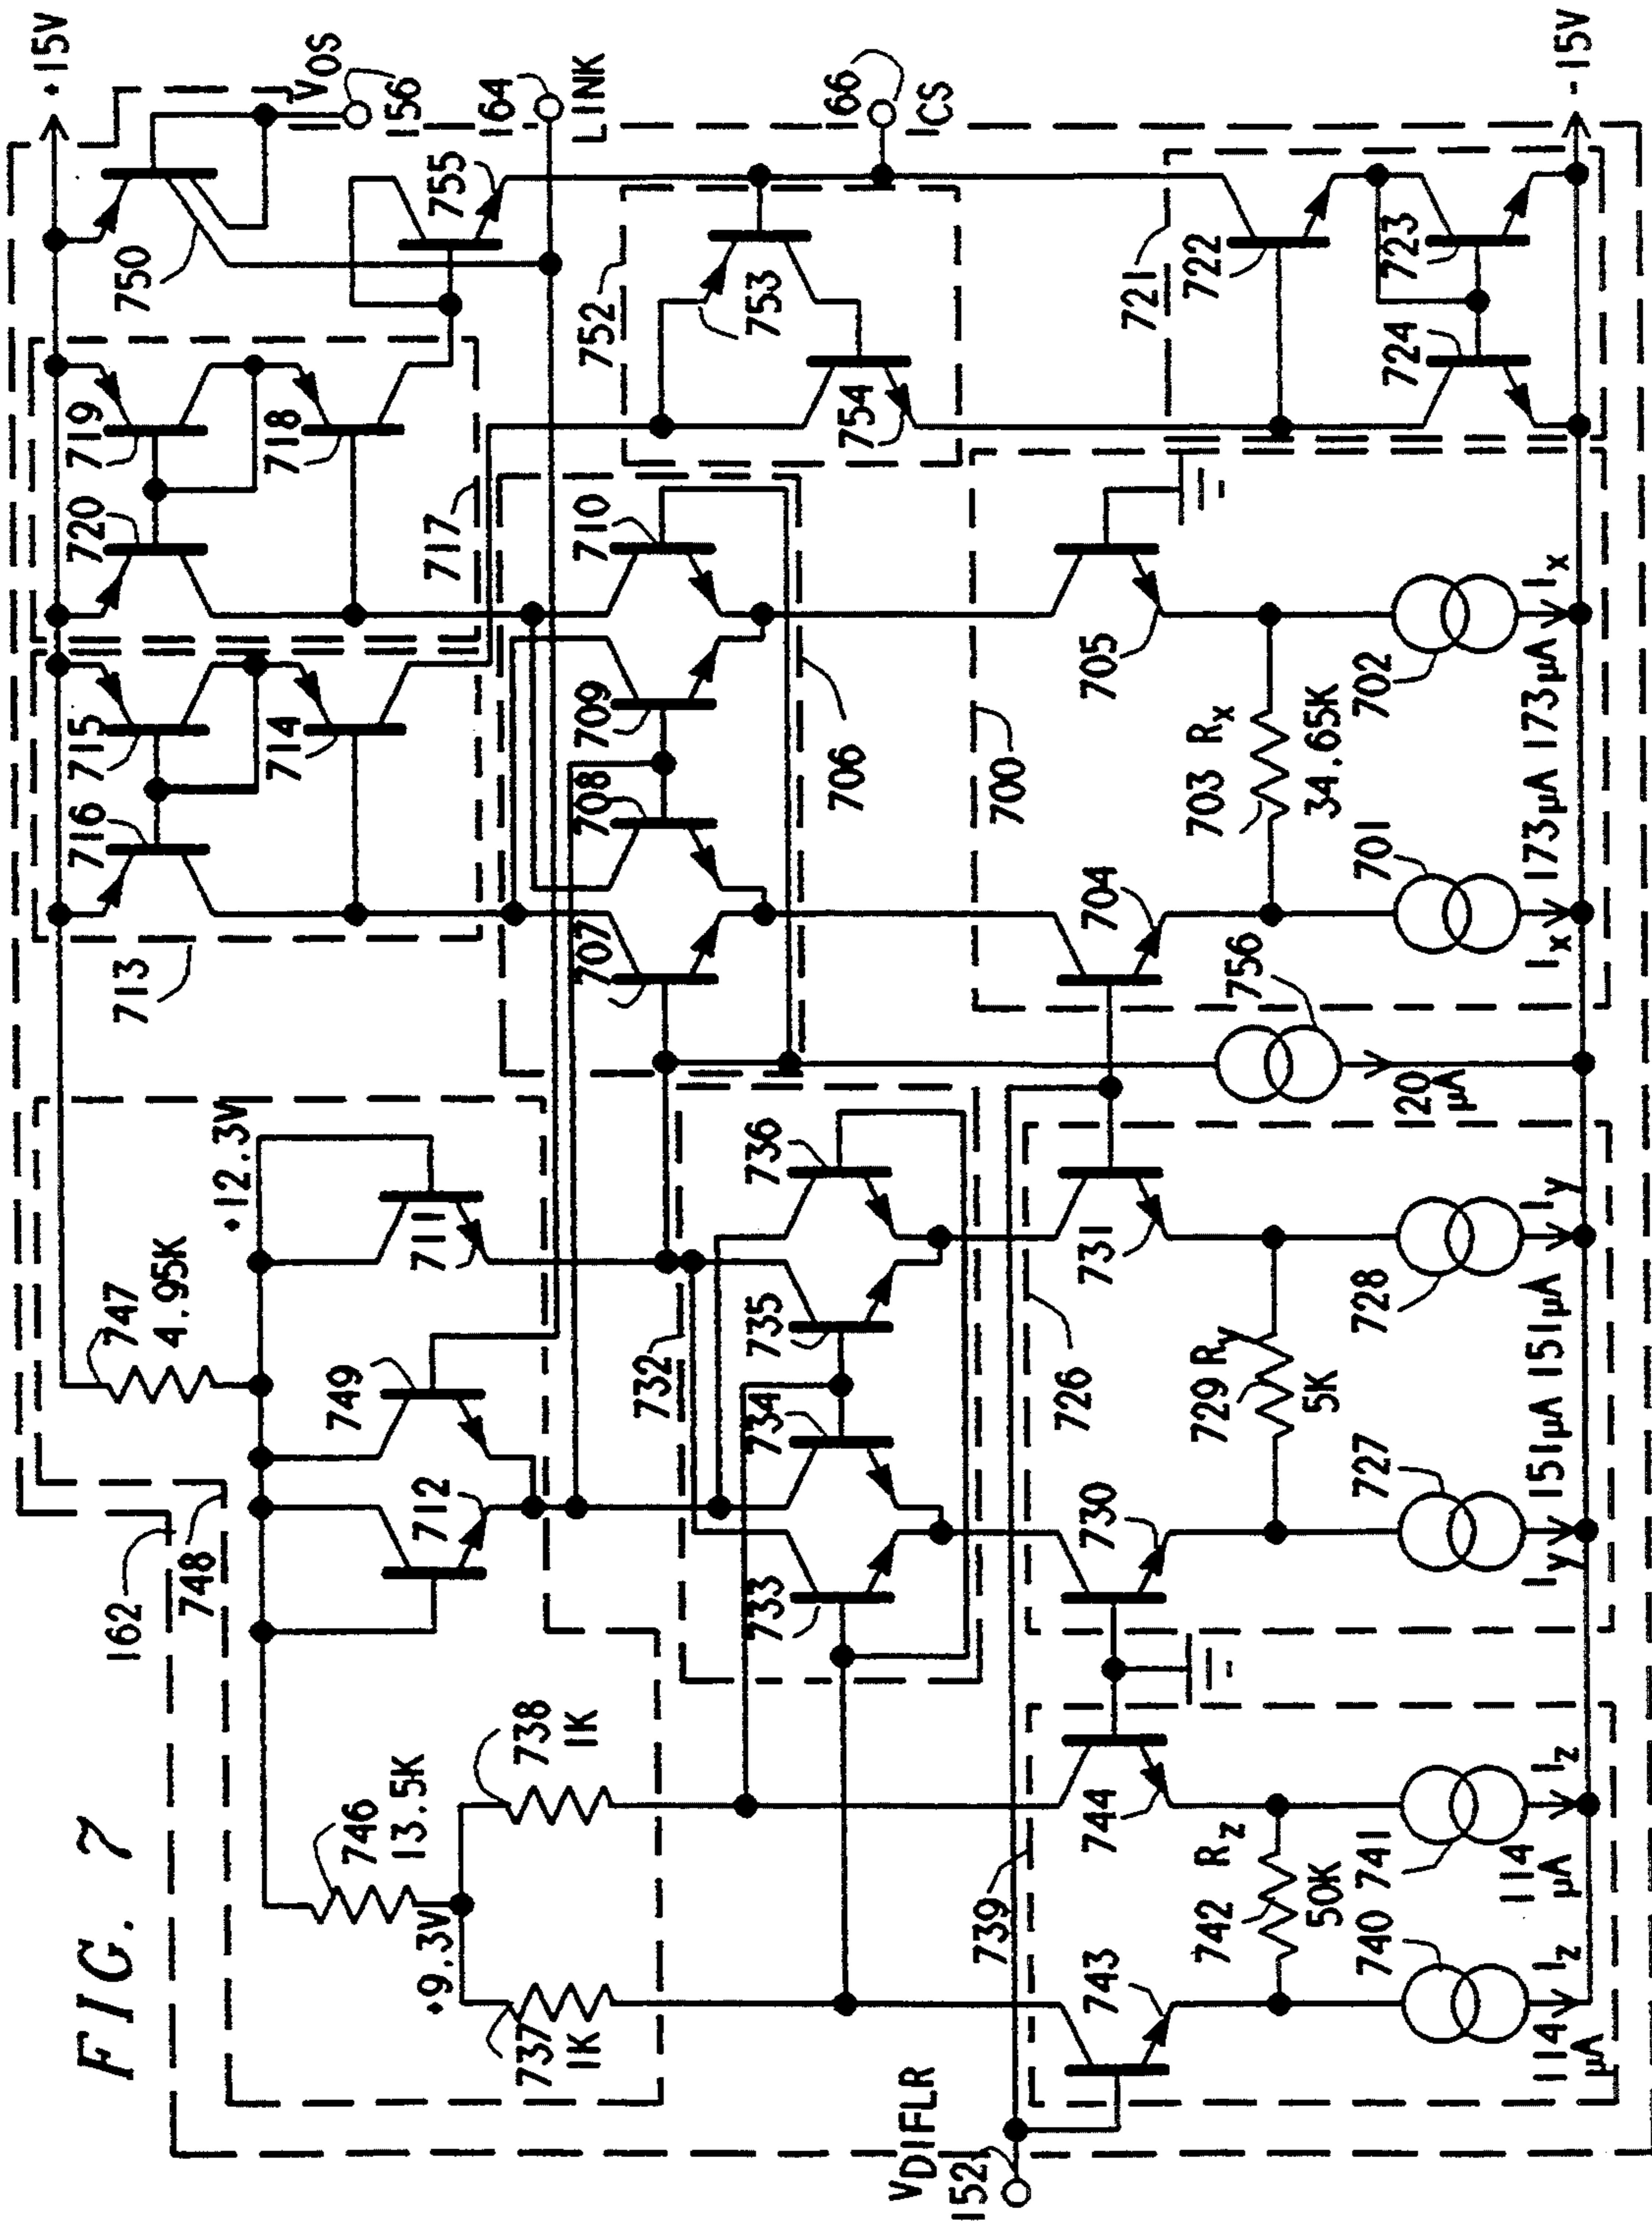 FIG. 7
162
748
747
4.95K
+12.3V
713
716
715
720
719
717
714
718
750
+15V
VOS
156
746
13.5K
+9.3V
738
1K
737
1K
712
749
711
755
64
LINK
732
733
734
735
736
707
708
709
710
706
752
753
754
66
CS
VDIFLR
152
739
743
744
726
730
731
700
704
705
721
722
724
723
742 Rz
50K
729 Ry
5K
703 Rx
34.65K
756
120
μA
740
741
727
728
701
702
114
μA
Iz
114
μA
Iz
Iy
151μA
151μA
Iy
Ix
173μA
173μA
Ix
-15V